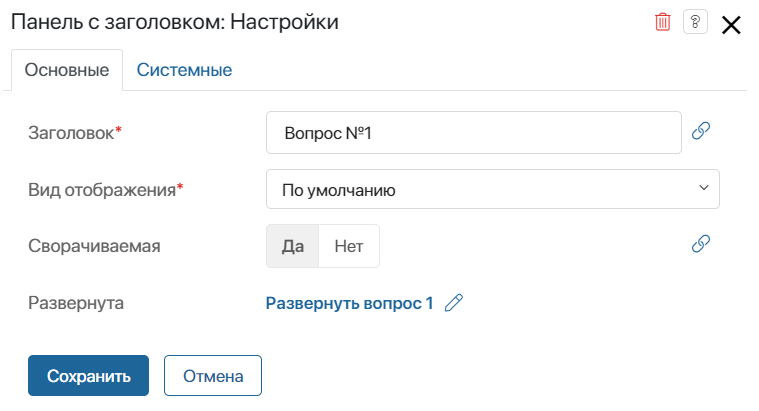 Панель с заголовком: Настройки
?
Основные Системные
Заголовок* Вопрос №1
Вид отображения* По умолчанию
Сворачиваемая Да Нет
Развернута Развернуть вопрос 1
Сохранить Отмена